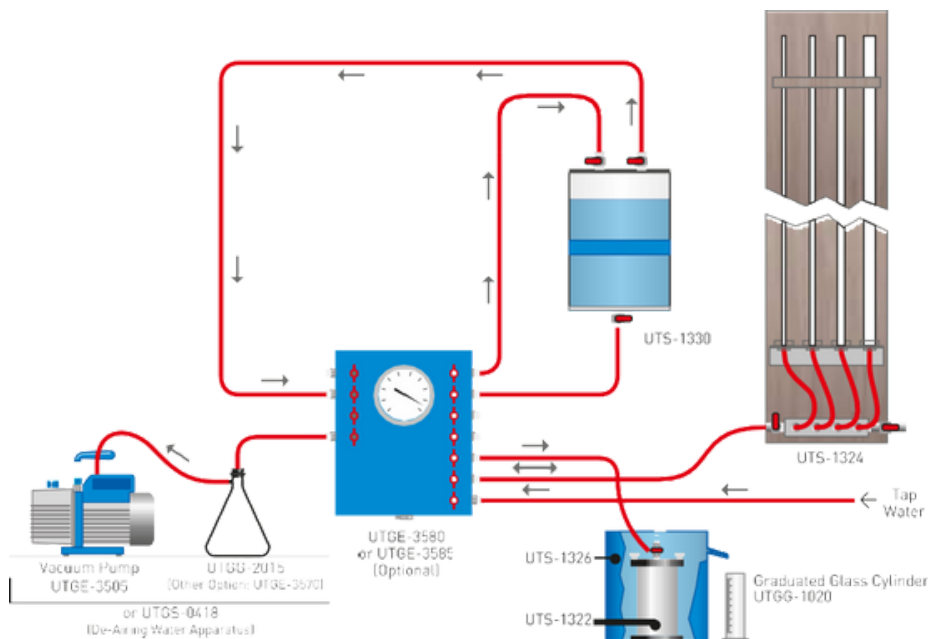 UTS-1330
UTS-1324
Tap
Water
UTGE-3580
or UTGE-3585
(Optional)
Vacuum Pump
UTGE-3505
UTGG-2015
(Other Option: UTGE-3570)
or UTGS-0418
(De-Airing Water Apparatus)
UTS-1326
UTS-1322
Graduated Glass Cylinder
UTGG-1020